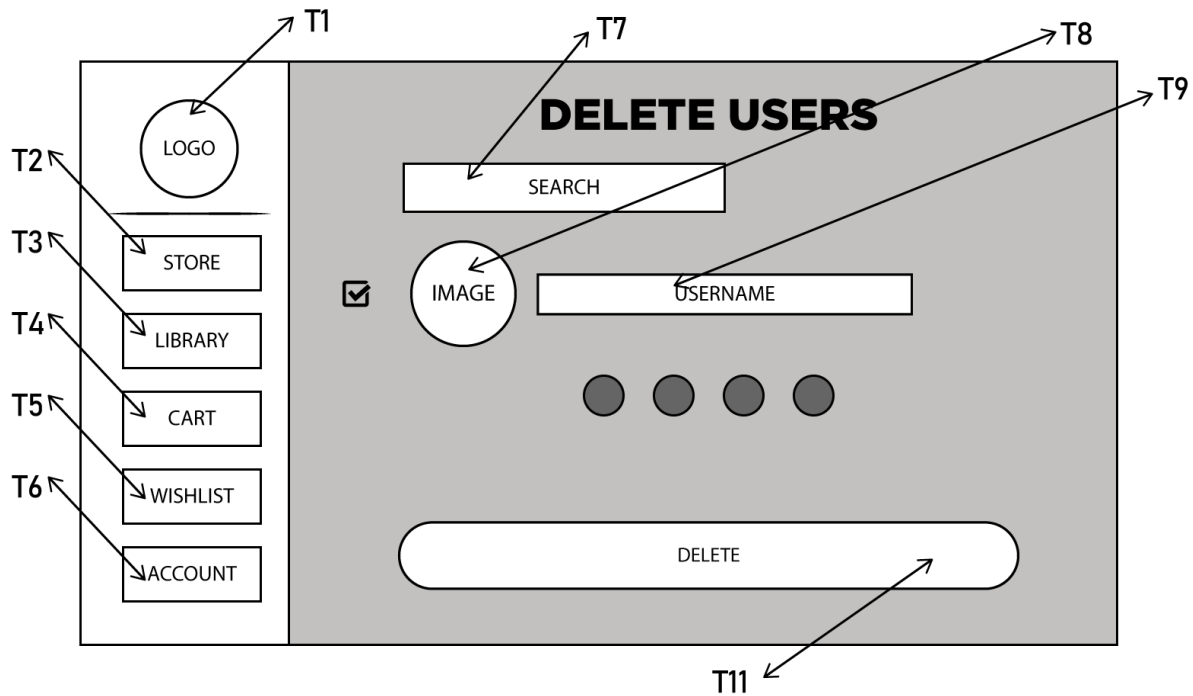 T1
T7
T8
T9
DELETE USERS
LOGO
T2
SEARCH
T3
STORE
IMAGE
USERNAME
T4
LIBRARY
T5
CART
T6
WISHLIST
ACCOUNT
DELETE
T11